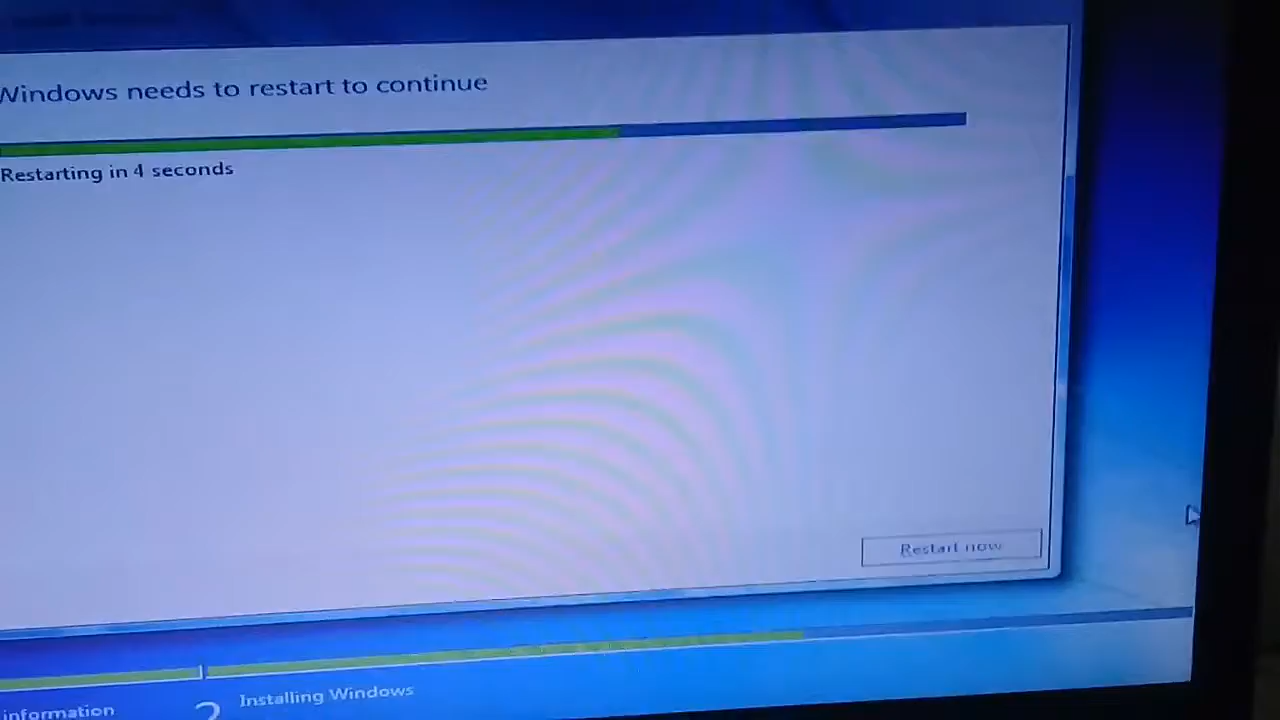 Windows needs to restart to continue
Restarting in 4 seconds
Restart now
information
2 Installing Windows